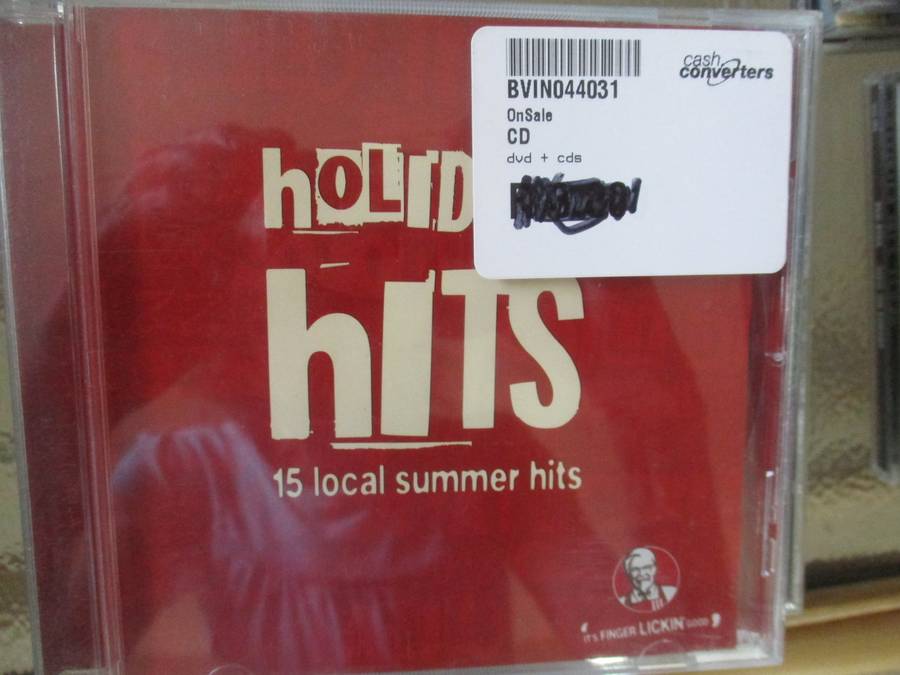 cash
converters
BVIN044031
OnSale
CD
dvd + cds
hOLID
hITS
15 local summer hits
‘IT'S FINGER LICKIN' GOOD’